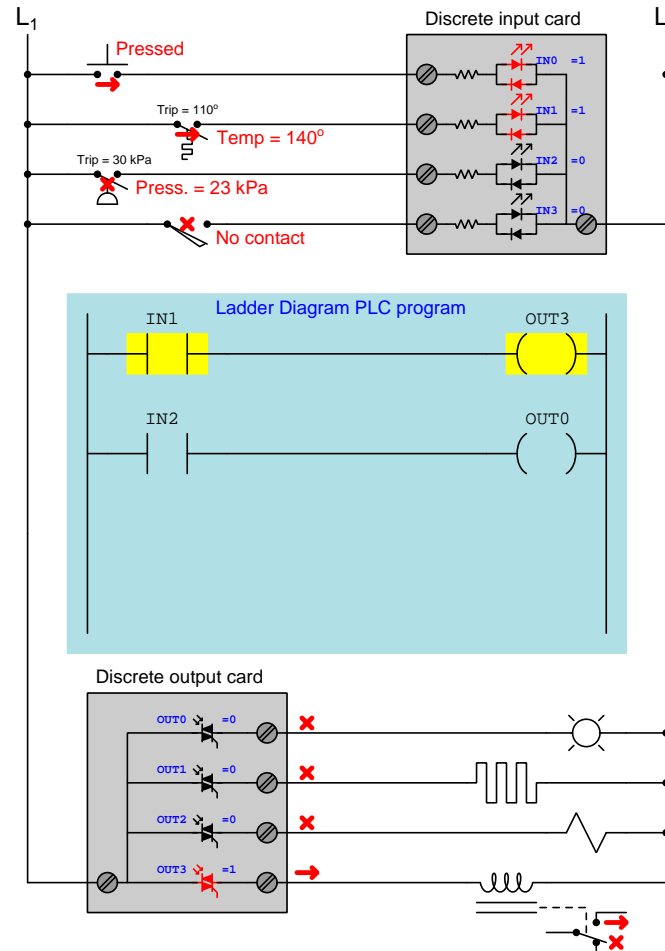 L1 Discrete input card L
Pressed
IN0 =1
Trip = 110o
IN1 =1
Temp = 140o
Trip = 30 kPa
IN2 =0
Press. = 23 kPa
IN3 =0
No contact
Ladder Diagram PLC program
IN1 OUT3
IN2 OUT0
Discrete output card
OUT0 =0
OUT1 =0
OUT2 =0
OUT3 =1